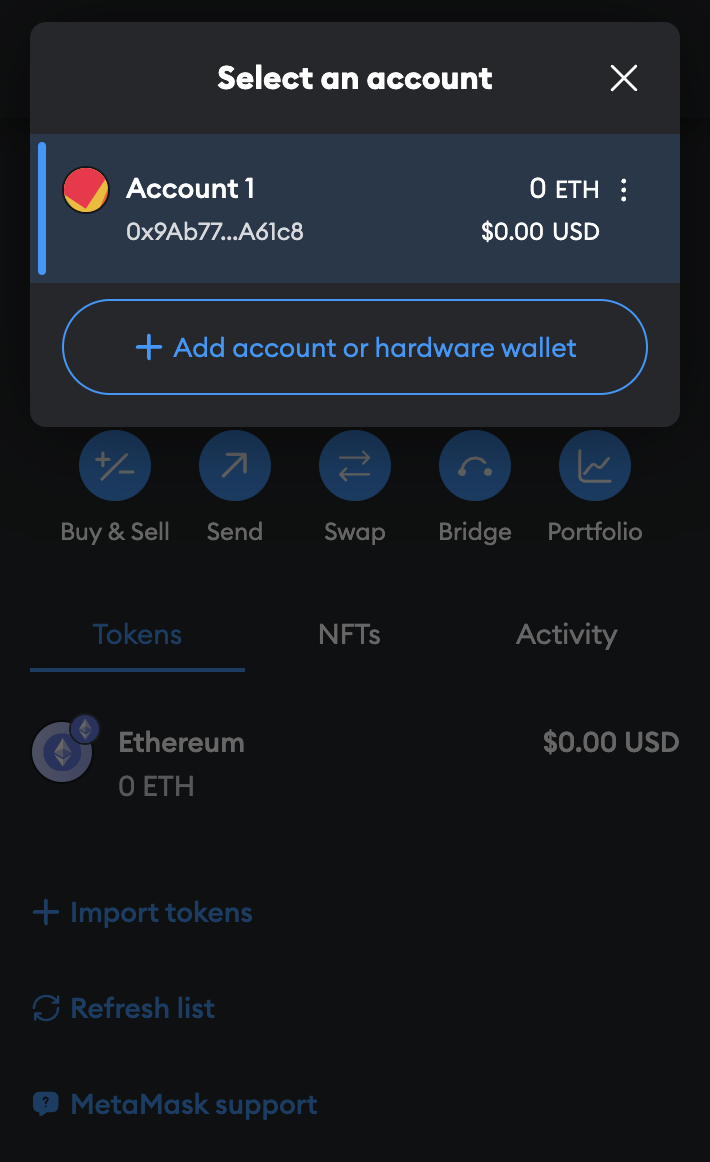 Select an account
Account 1
0 ETH
0x9Ab77...A61c8
$0.00 USD
Add account or hardware wallet
Buy & Sell
Send
Swap
Bridge
Portfolio
Tokens
NFTs
Activity
Ethereum
$0.00 USD
0 ETH
Import tokens
Refresh list
MetaMask support